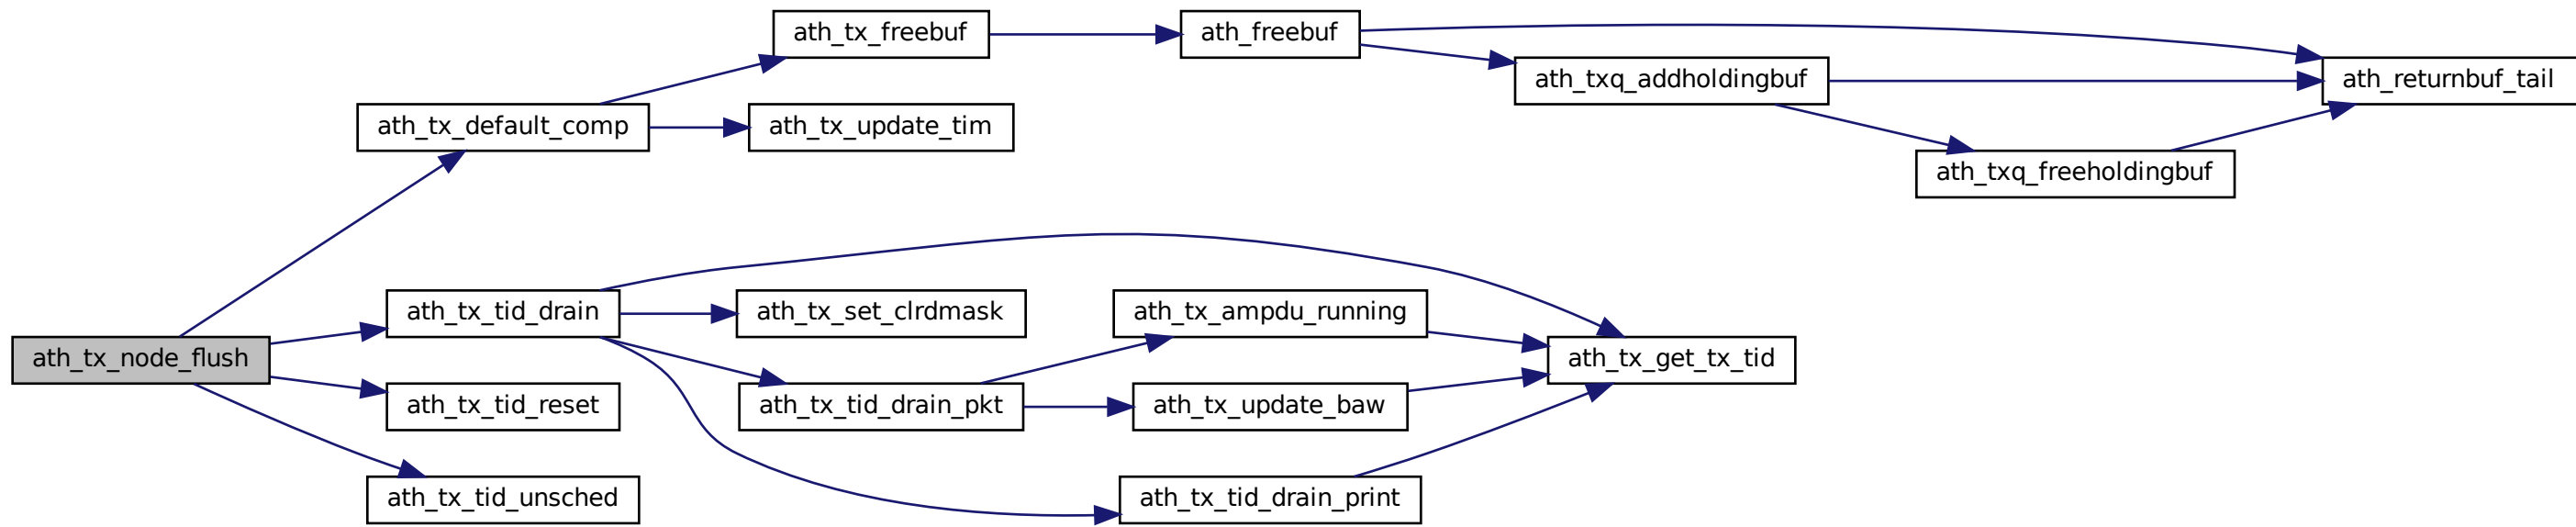 ath_tx_node_flush
ath_tx_default_comp
ath_tx_freebuf
ath_freebuf
ath_txq_addholdingbuf
ath_returnbuf_tail
ath_txq_freeholdingbuf
ath_tx_update_tim
ath_tx_tid_drain
ath_tx_set_clrdmask
ath_tx_ampdu_running
ath_tx_get_tx_tid
ath_tx_tid_drain_pkt
ath_tx_update_baw
ath_tx_tid_drain_print
ath_tx_tid_reset
ath_tx_tid_unsched